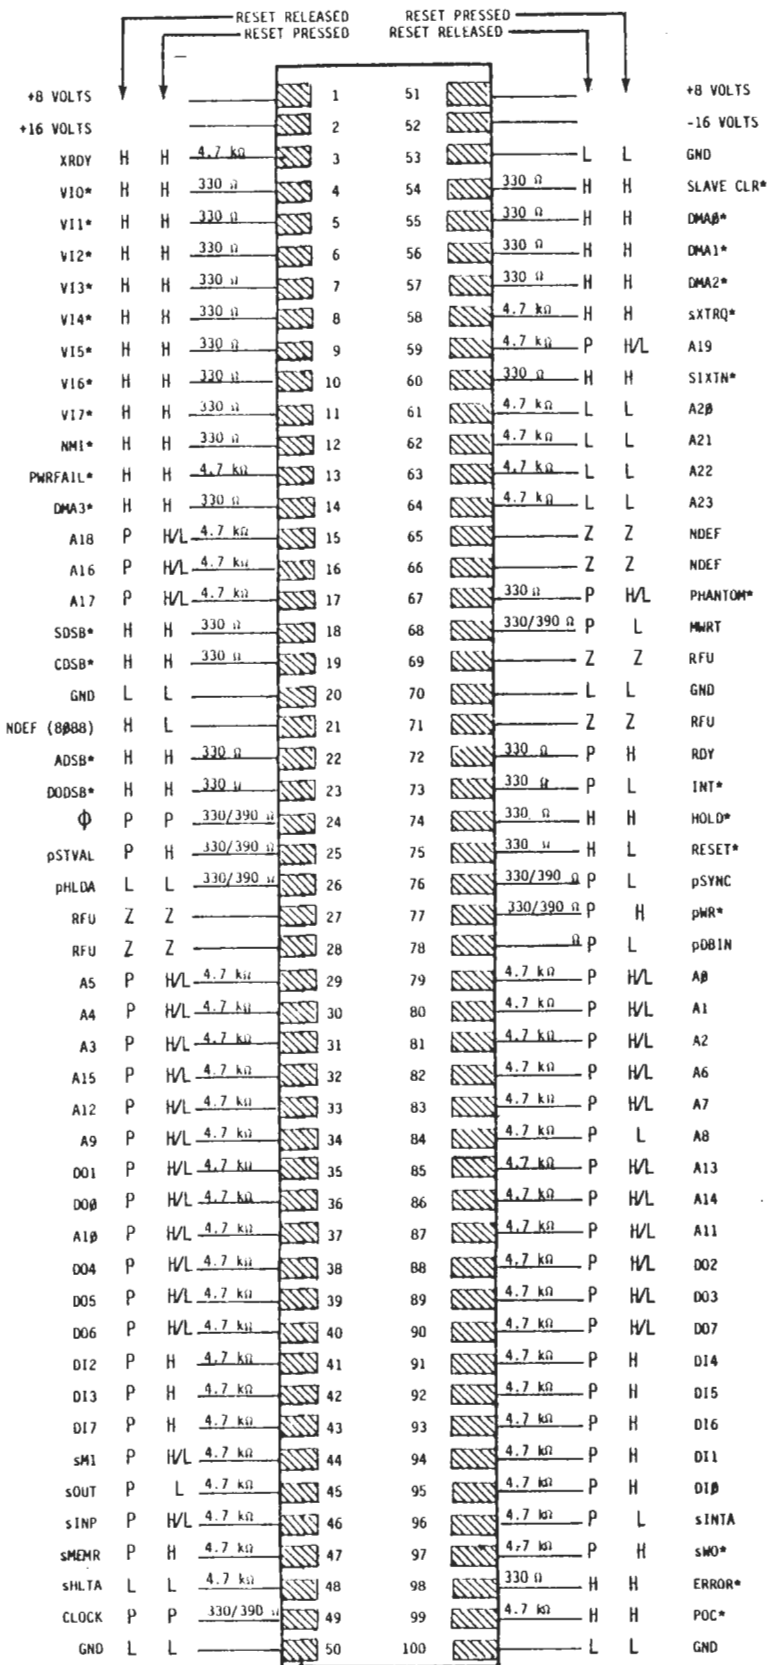 RESET RELEASED RESET PRESSED
RESET PRESSED RESET RELEASED
+8 VOLTS 1 51 +8 VOLTS
+16 VOLTS 2 52 -16 VOLTS
XRDY H H 4.7 kΩ 3 53 L L GND
VI0* H H 330 Ω 4 54 330 Ω H H SLAVE CLR*
VI1* H H 330 Ω 5 55 330 Ω H H DMA0*
VI2* H H 330 Ω 6 56 330 Ω H H DMA1*
VI3* H H 330 Ω 7 57 330 Ω H H DMA2*
VI4* H H 330 Ω 8 58 4.7 kΩ H H sXTRQ*
VI5* H H 330 Ω 9 59 4.7 kΩ P H/L A19
VI6* H H 330 Ω 10 60 330 Ω H H SIXTN*
VI7* H H 330 Ω 11 61 4.7 kΩ L L A20
NMI* H H 330 Ω 12 62 4.7 kΩ L L A21
PWRFAIL* H H 4.7 kΩ 13 63 4.7 kΩ L L A22
DMA3* H H 330 Ω 14 64 4.7 kΩ L L A23
A18 P H/L 4.7 kΩ 15 65 Z Z NDEF
A16 P H/L 4.7 kΩ 16 66 Z Z NDEF
A17 P H/L 4.7 kΩ 17 67 330 Ω P H/L PHANTOM*
SDSB* H H 330 Ω 18 68 330/390 Ω P L MWRT
CDSB* H H 330 Ω 19 69 Z Z RFU
GND L L 20 70 L L GND
NDEF (8088) H L 21 71 Z Z RFU
ADSB* H H 330 Ω 22 72 330 Ω P H RDY
DODSB* H H 330 Ω 23 73 330 Ω P L INT*
Φ P P 330/390 Ω 24 74 330 Ω H H HOLD*
pSTVAL P H 330/390 Ω 25 75 330 Ω H L RESET*
pHLDA L L 330/390 Ω 26 76 330/390 Ω P L pSYNC
RFU Z Z 27 77 330/390 Ω P H pWR*
RFU Z Z 28 78 Ω P L pDBIN
A5 P H/L 4.7 kΩ 29 79 4.7 kΩ P H/L A0
A4 P H/L 4.7 kΩ 30 80 4.7 kΩ P H/L A1
A3 P H/L 4.7 kΩ 31 81 4.7 kΩ P H/L A2
A15 P H/L 4.7 kΩ 32 82 4.7 kΩ P H/L A6
A12 P H/L 4.7 kΩ 33 83 4.7 kΩ P H/L A7
A9 P H/L 4.7 kΩ 34 84 4.7 kΩ P L A8
DO1 P H/L 4.7 kΩ 35 85 4.7 kΩ P H/L A13
DO0 P H/L 4.7 kΩ 36 86 4.7 kΩ P H/L A14
A10 P H/L 4.7 kΩ 37 87 4.7 kΩ P H/L A11
DO4 P H/L 4.7 kΩ 38 88 4.7 kΩ P H/L DO2
DO5 P H/L 4.7 kΩ 39 89 4.7 kΩ P H/L DO3
DO6 P H/L 4.7 kΩ 40 90 4.7 kΩ P H/L DO7
DI2 P H 4.7 kΩ 41 91 4.7 kΩ P H DI4
DI3 P H 4.7 kΩ 42 92 4.7 kΩ P H DI5
DI7 P H 4.7 kΩ 43 93 4.7 kΩ P H DI6
sM1 P H/L 4.7 kΩ 44 94 4.7 kΩ P H DI1
sOUT P L 4.7 kΩ 45 95 4.7 kΩ P H DI0
sINP P H/L 4.7 kΩ 46 96 4.7 kΩ P L sINTA
sMEMR P H 4.7 kΩ 47 97 4.7 kΩ P H sWO*
sHLTA L L 4.7 kΩ 48 98 330 Ω H H ERROR*
CLOCK P P 330/390 Ω 49 99 4.7 kΩ H H POC*
GND L L 50 100 L L GND